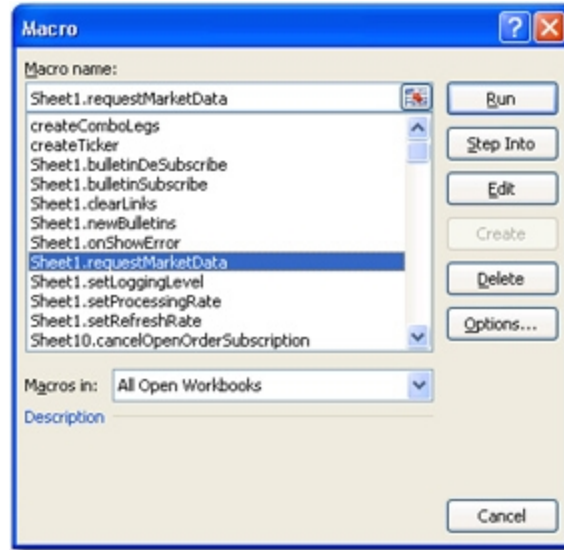 Macro
Macro name:
Sheet1.requestMarketData
Run
createComboLegs
createTicker
Step Into
Sheet1.bulletinDeSubscribe
Sheet1.bulletinSubscribe
Edit
Sheet1.clearLinks
Sheet1.newBulletins
Create
Sheet1.onShowError
Sheet1.requestMarketData
Delete
Sheet1.setLoggingLevel
Sheet1.setProcessingRate
Sheet1.setRefreshRate
Options...
Sheet10.cancelOpenOrderSubscription
Macros in: All Open Workbooks
Description
Cancel